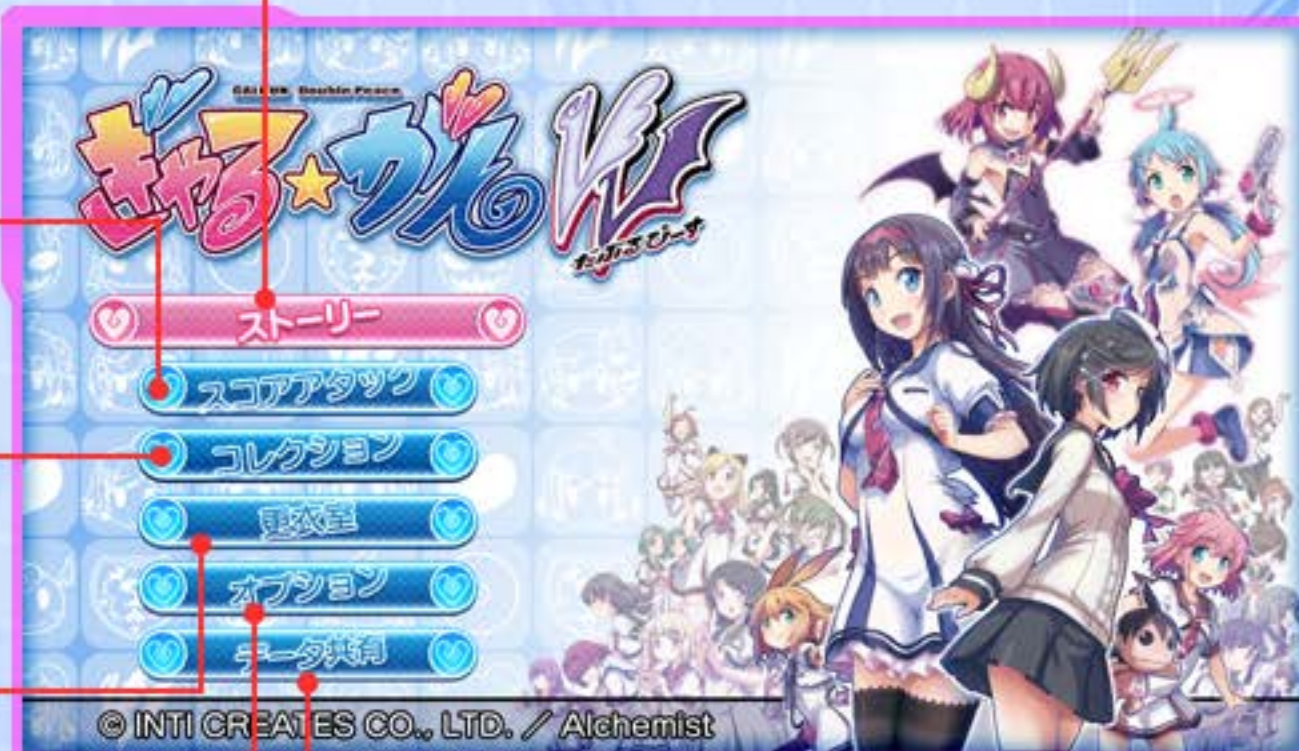 GAL GUN Double Peace
ぎゃる☆がん W
だぶるぴーす
ストーリー
スコアアタック
コレクション
更衣室
オプション
データ共有
© INTI CREATES CO., LTD. / Alchemist